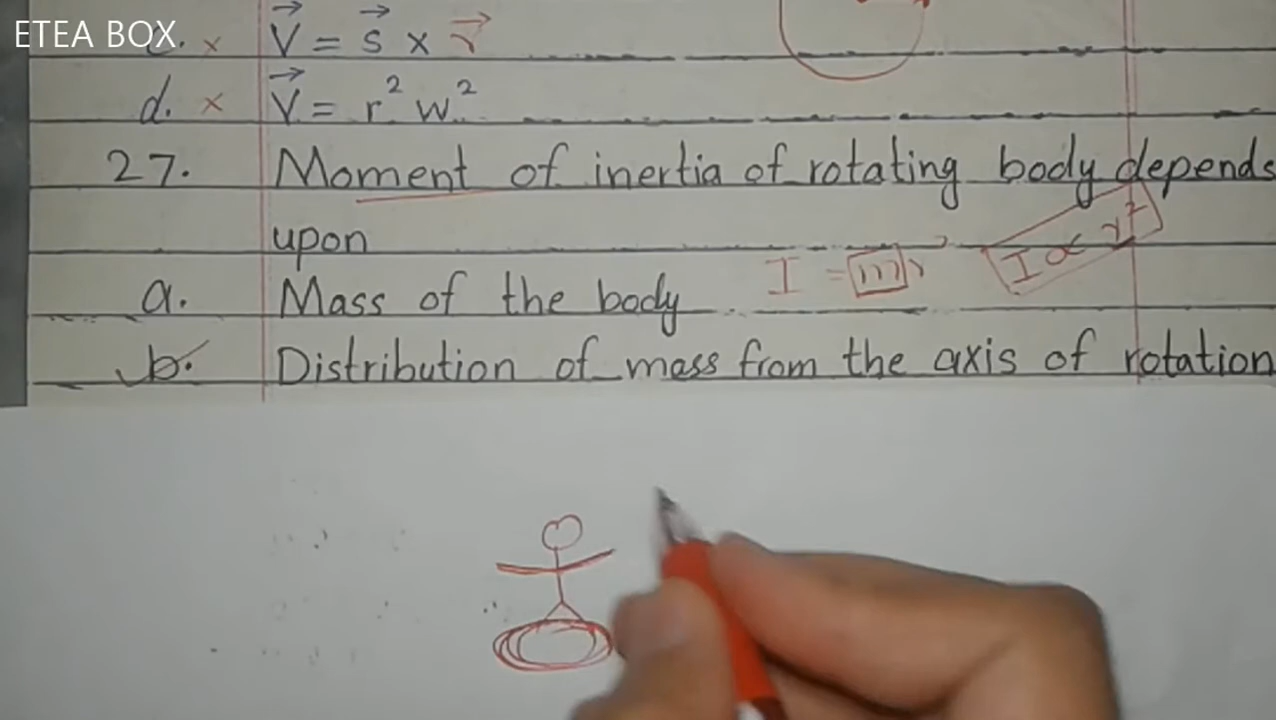 ETEA BOX
c. x V = s x r
d. x V = r² w²
27. Moment of inertia of rotating body depends
upon
I = mr² I ∝ r²
a. Mass of the body
b. Distribution of mass from the axis of rotation